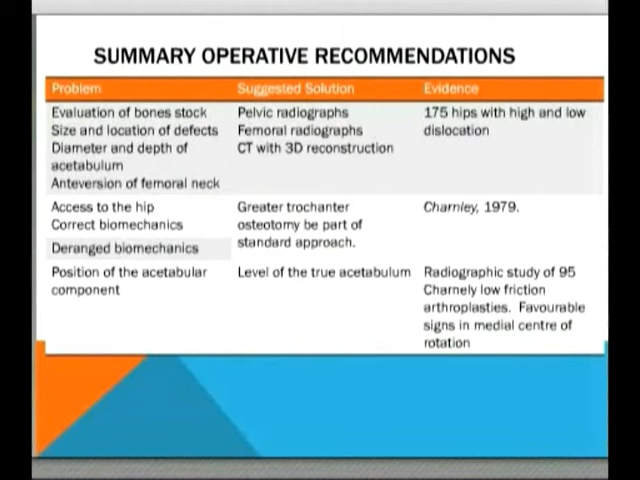 SUMMARY OPERATIVE RECOMMENDATIONS
Problem
Suggested Solution
Evidence
Evaluation of bones stock
Size and location of defects
Diameter and depth of
acetabulum
Anteversion of femoral neck
Pelvic radiographs
Femoral radiographs
CT with 3D reconstruction
175 hips with high and low
dislocation
Access to the hip
Correct biomechanics
Deranged biomechanics
Greater trochanter
osteotomy be part of
standard approach.
Charnley, 1979.
Position of the acetabular
component
Level of the true acetabulum
Radiographic study of 95
Charnely low friction
arthroplasties. Favourable
signs in medial centre of
rotation